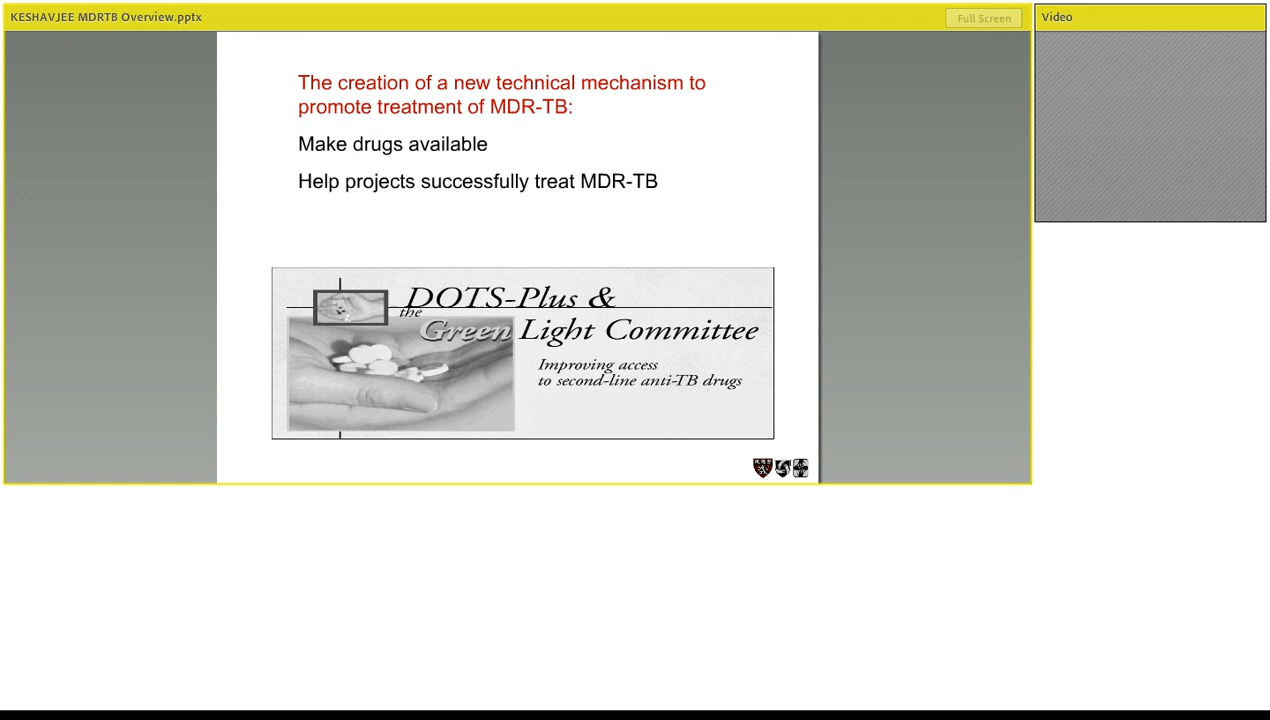 KESHAVJEE MDRTB Overview.pptx
Full Screen
Video
The creation of a new technical mechanism to
promote treatment of MDR-TB:
Make drugs available
Help projects successfully treat MDR-TB
DOTS-Plus &
the
Green Light Committee
Improving access
to second-line anti-TB drugs